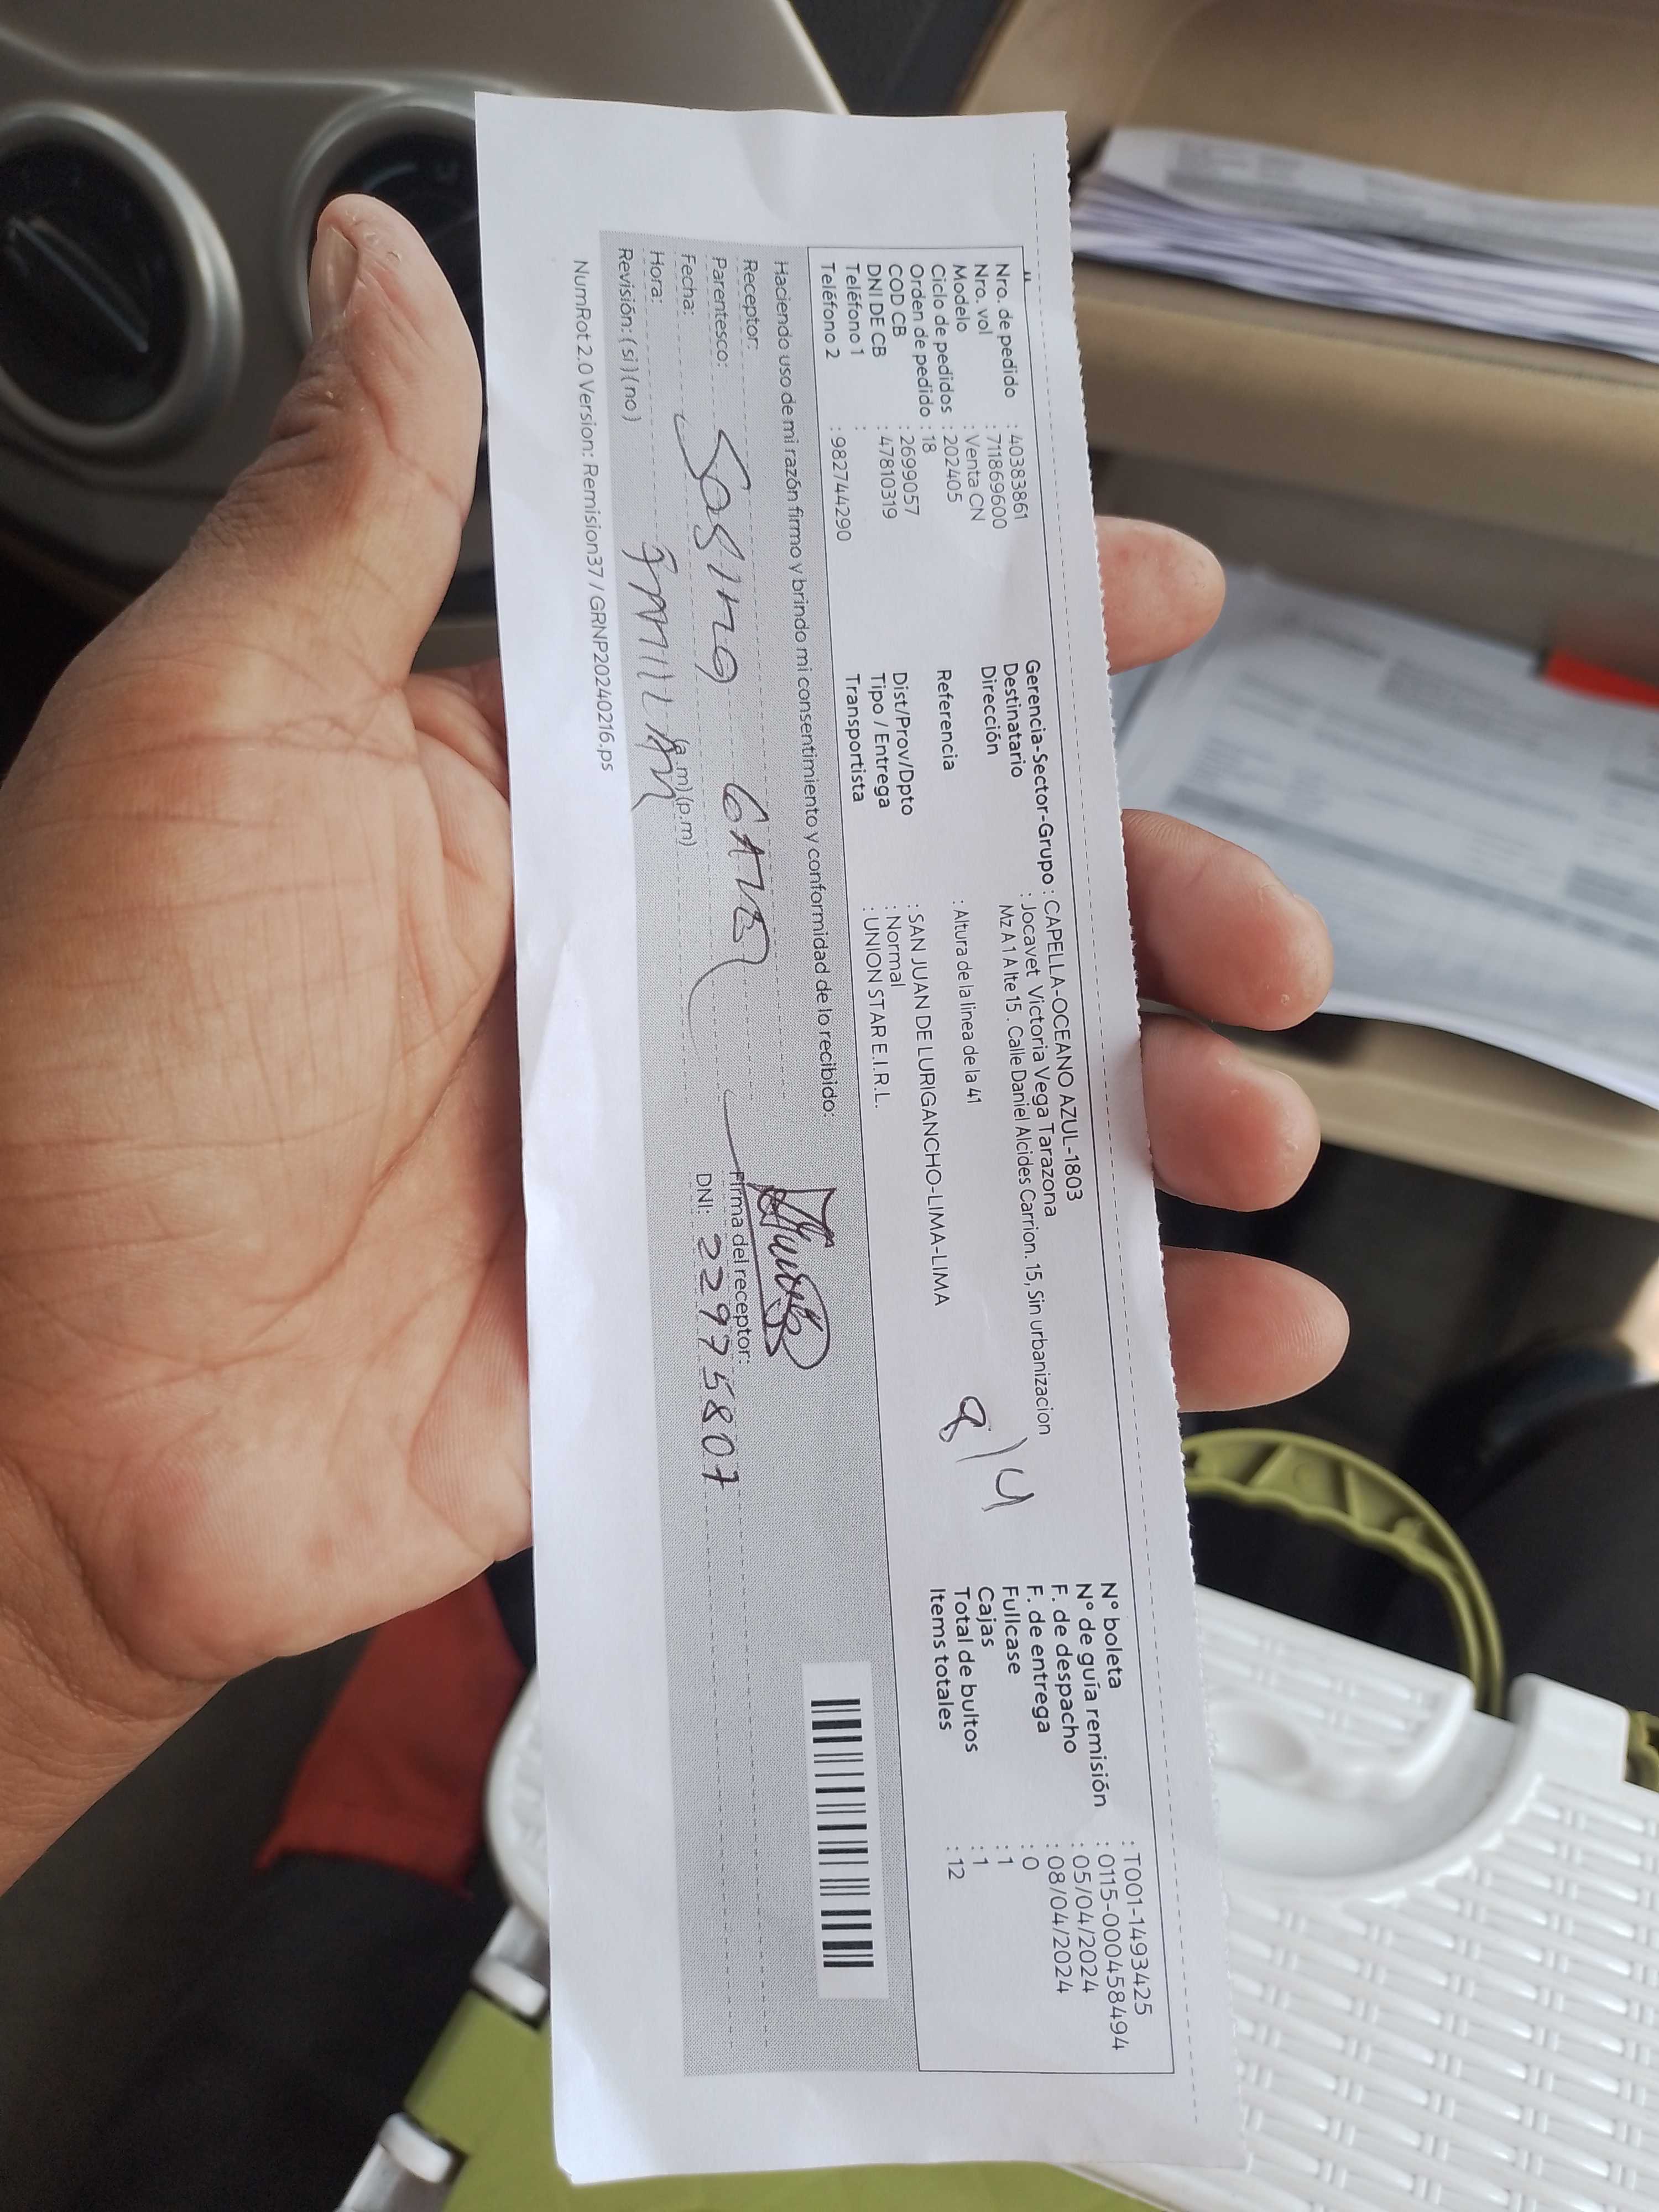 Nro. de pedido : 40383861
Nro. vol : 711869600
Modelo : Venta CN
Ciclo de pedidos : 202405
Orden de pedido : 18
COD CB : 2699057
DNI DE CB : 47810319
Teléfono 1 :
Teléfono 2 : 982744290
Gerencia-Sector-Grupo : CAPELLA-OCEANO AZUL-1803
Destinatario : Jocavet Victoria Vega Tarazona
Dirección Mz A 1 A lte 15 . Calle Daniel Alcides Carrion. 15, Sin urbanizacion
Referencia : Altura de la linea de la 41
Dist/Prov/Dpto : SAN JUAN DE LURIGANCHO-LIMA-LIMA
Tipo / Entrega : Normal
Transportista : UNION STAR E.I.R.L.
8/4
N° boleta : T001-1493425
N° de guía remisión : 0115-000458494
F. de despacho : 05/04/2024
F. de entrega : 08/04/2024
Fullcase : 0
Cajas : 1
Total de bultos : 1
Items totales : 12
Haciendo uso de mi razón firmo y brindo mi consentimiento y conformidad de lo recibido:
Receptor:
Parentesco:
Fecha:
Hora: (a.m)(p.m)
Revisión: ( si ) ( no )
Firma del receptor:
DNI: 22975807
NumRot 2.0 Version: Remision37 / GRNP20240216.ps